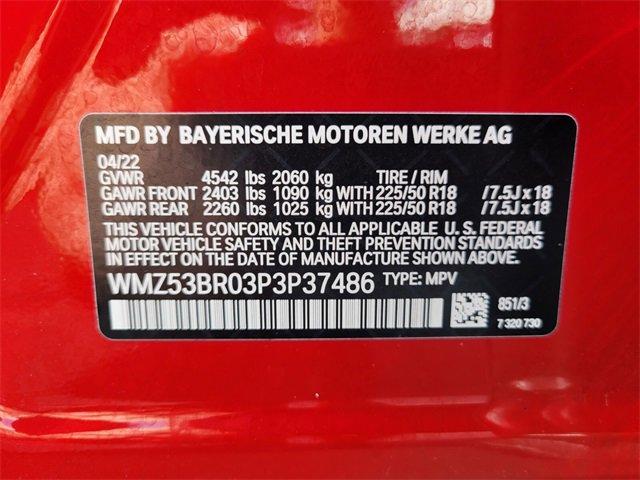 MFD BY BAYERISCHE MOTOREN WERKE AG
04/22
GVWR 4542 lbs 2060 kg TIRE / RIM
GAWR FRONT 2403 lbs 1090 kg WITH 225/50 R18 /7.5J x 18
GAWR REAR 2260 lbs 1025 kg WITH 225/50 R18 /7.5J x 18
THIS VEHICLE CONFORMS TO ALL APPLICABLE U. S. FEDERAL
MOTOR VEHICLE SAFETY AND THEFT PREVENTION STANDARDS
IN EFFECT ON THE DATE OF MANUFACTURE SHOWN ABOVE.
WMZ53BR03P3P37486 TYPE: MPV
851/3
7 320 730